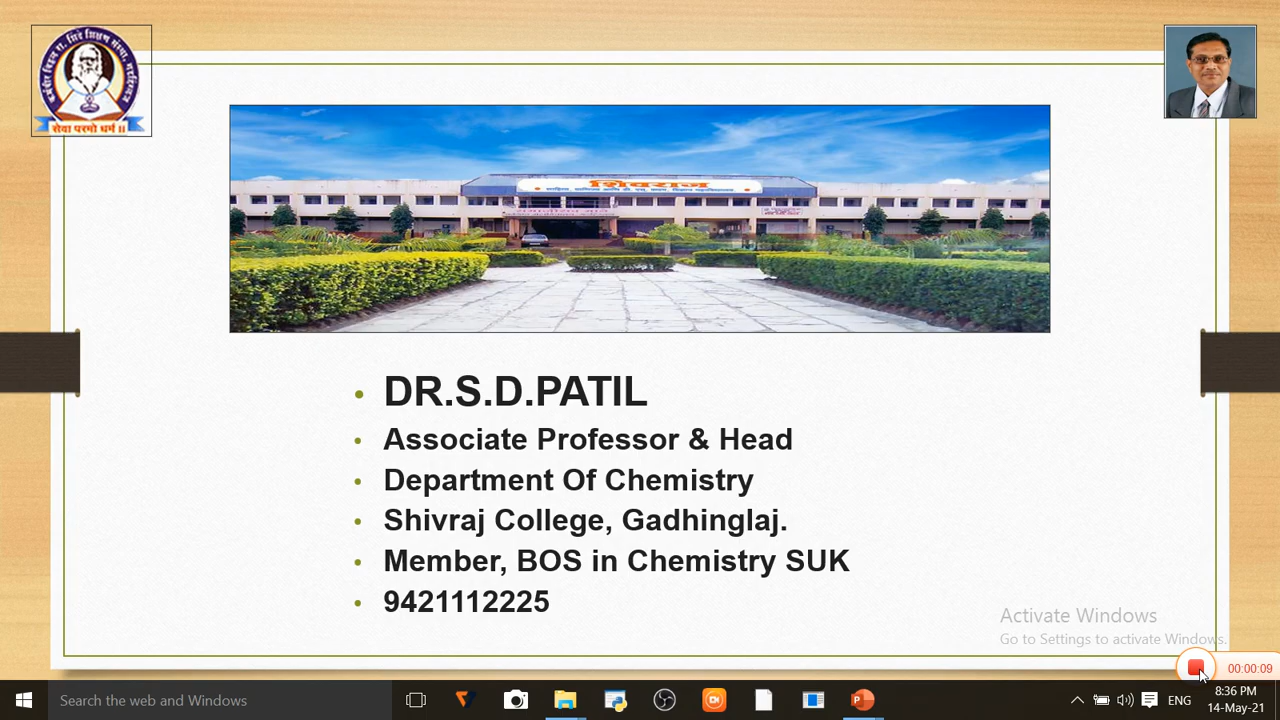 सेवा परमो धर्म ॥
शिवराज
DR.S.D.PATIL
Associate Professor & Head
Department Of Chemistry
Shivraj College, Gadhinglaj.
Member, BOS in Chemistry SUK
9421112225
Activate Windows
Go to Settings to activate Windows.
00:00:09
Search the web and Windows
ENG
8:36 PM
14-May-21